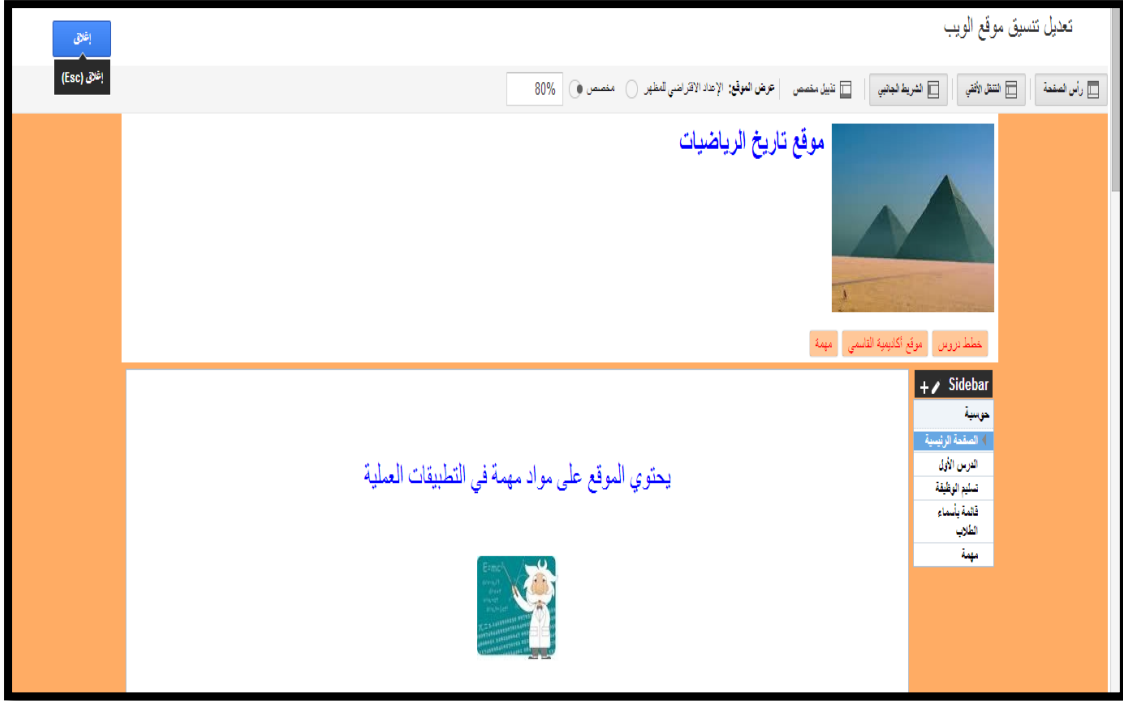 تعديل تنسيق موقع الويب
إغلاق
إغلاق (Esc)
رأس الصفحة التنقل الأفقي الشريط الجانبي تذييل مخصص عرض الموقع: الإعداد الافتراضي للمظهر مخصص 80%
موقع تاريخ الرياضيات
خطط دروس موقع أكاديمية القاسمي مهمة
Sidebar
حوسبة
الصفحة الرئيسية
الدرس الأول
تسليم الوظيفة
قائمة بأسماء
الطلاب
مهمة
يحتوي الموقع على مواد مهمة في التطبيقات العملية